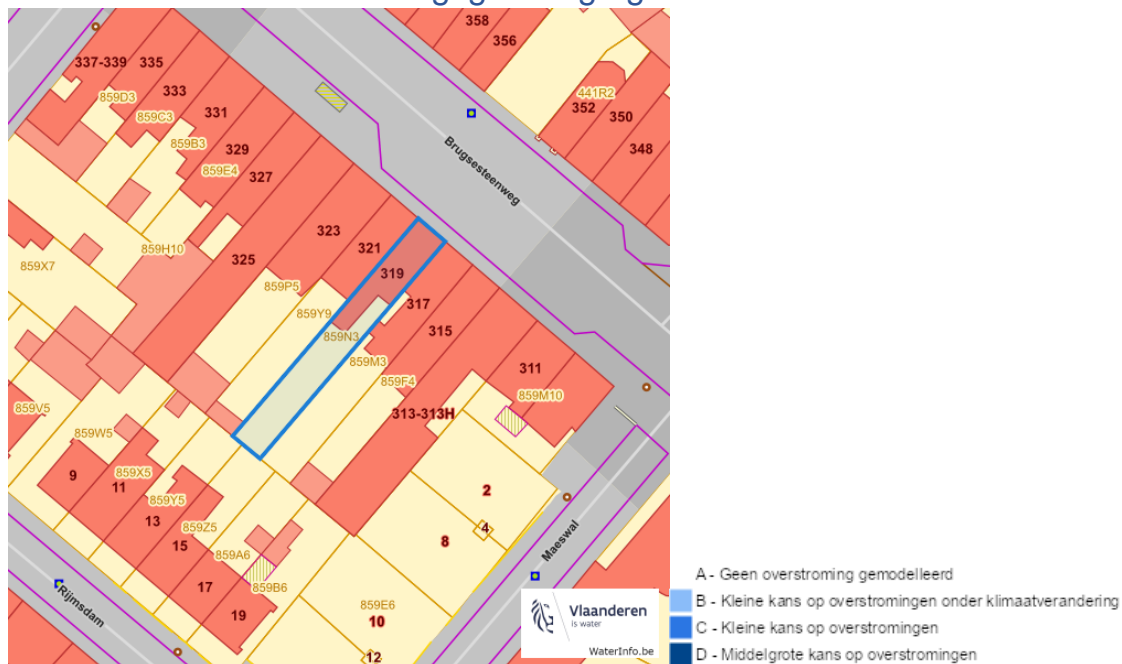 358
356
337-339
335
333
331
329
327
859D3
859C3
859B3
859E4
441R2
352
350
348
Brugsesteenweg
323
321
319
317
315
325
311
859H10
859X7
859P5
859Y9
859N3
859M3
859F4
859M10
313-313H
859V5
859W5
859X5
859Y5
859Z5
859A6
859B6
859E6
9
11
13
15
17
19
2
4
8
10
12
Maeswal
Rijmsdam
Vlaanderen
is water
WaterInfo.be
A - Geen overstroming gemodelleerd
B - Kleine kans op overstromingen onder klimaatverandering
C - Kleine kans op overstromingen
D - Middelgrote kans op overstromingen